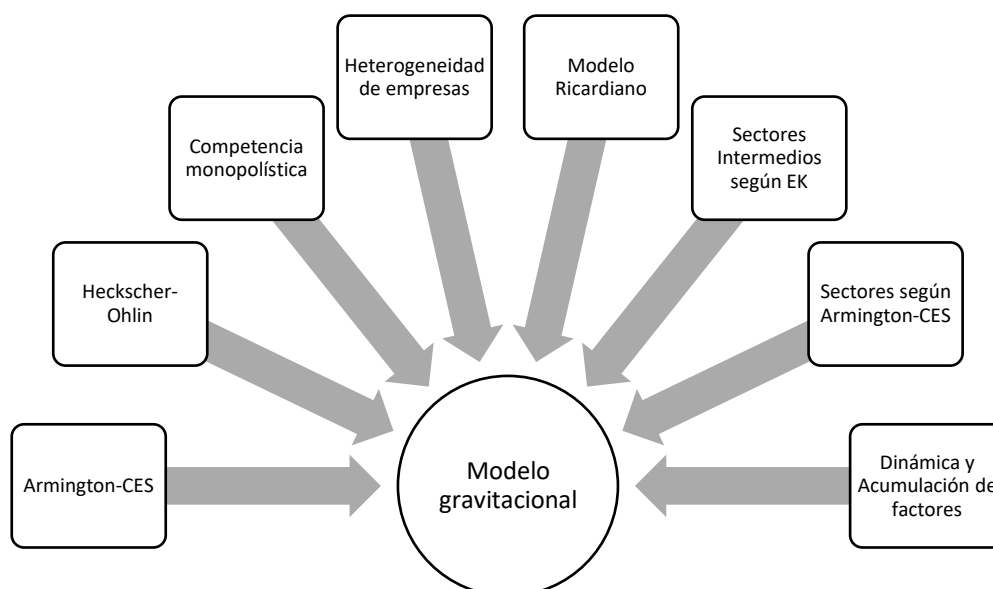 Heterogeneidad
de empresas
Modelo
Ricardiano
Competencia
monopolística
Sectores
Intermedios
según EK
Heckscher-
Ohlin
Sectores según
Armington-CES
Armington-CES
Modelo
gravitacional
Dinámica y
Acumulación de
factores